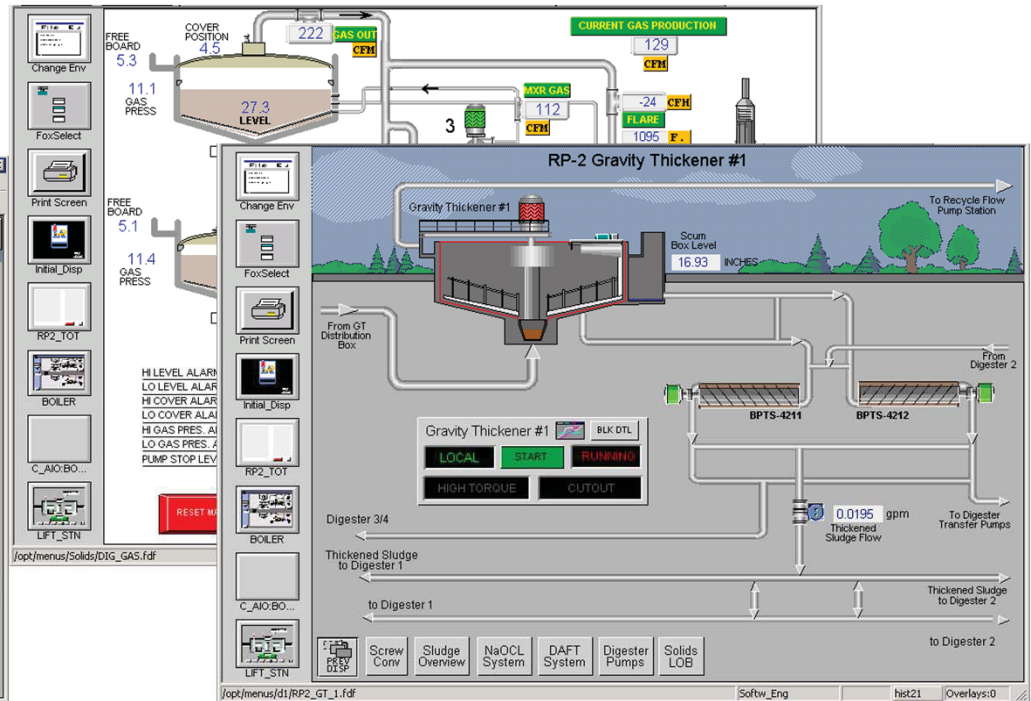 File Ex
Change Env
FoxSelect
Print Screen
Initial_Disp
RP2_TOT
BOILER
C_AIO:BO...
LIFT_STN
/opt/menus/Solids/DIG_GAS.fdf
FREE
BOARD
5.3
COVER
POSITION
4.5
222
GAS OUT
CFM
CURRENT GAS PRODUCTION
129
CFM
11.1
GAS
PRESS
27.3
LEVEL
3
MXR GAS
112
CFM
-24
CFH
FLARE
1095
F.
FREE
BOARD
5.1
11.4
GAS
PRESS
HI LEVEL ALARM
LO LEVEL ALAR
HI COVER ALAR
LO COVER ALA
HI GAS PRES. A
LO GAS PRES. A
PUMP STOP LEV
RESET MA
File Ex
Change Env
FoxSelect
Print Screen
Initial_Disp
RP2_TOT
BOILER
C_AIO:BO...
LIFT_STN
RP-2 Gravity Thickener #1
Gravity Thickener #1
To Recycle Flow
Pump Station
Scum
Box Level
16.93 INCHES
From GT
Distribution
Box
From
Digester 2
BPTS-4211
BPTS-4212
Gravity Thickener #1
BLK DTL
LOCAL
START
RUNNING
HIGH TORQUE
CUTOUT
0.0195 gpm
Thickened
Sludge Flow
To Digester
Transfer Pumps
Digester 3/4
Thickened Sludge
to Digester 1
Thickened Sludge
to Digester 2
to Digester 1
to Digester 2
PREV
DISP
Screw
Conv
Sludge
Overview
NaOCL
System
DAFT
System
Digester
Pumps
Solids
LOB
/opt/menus/d1/RP2_GT_1.fdf
Softw_Eng
hist21
Overlays:0